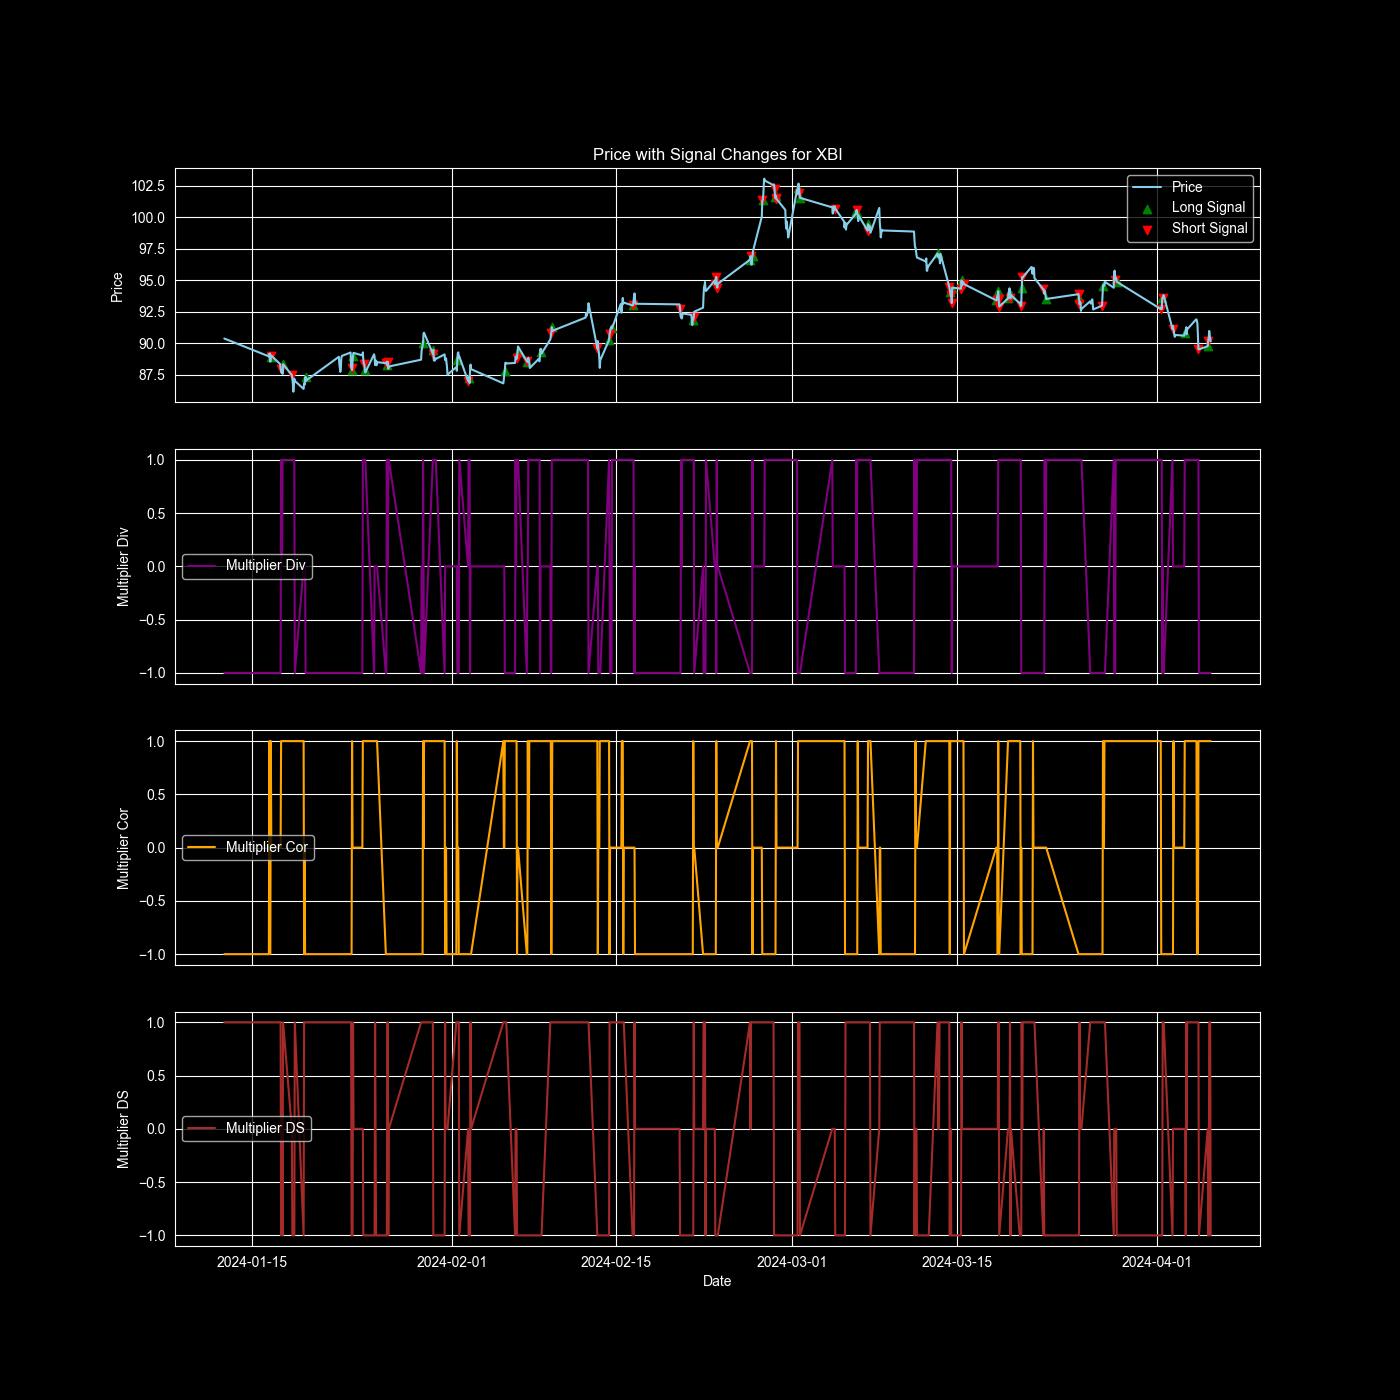 Price with Signal Changes for XBI
Price
102.5
100.0
97.5
95.0
92.5
90.0
87.5
Price
Long Signal
Short Signal
Multiplier Div
1.0
0.5
0.0
−0.5
−1.0
Multiplier Div
Multiplier Cor
1.0
0.5
0.0
−0.5
−1.0
Multiplier Cor
Multiplier DS
1.0
0.5
0.0
−0.5
−1.0
Multiplier DS
2024-01-15
2024-02-01
2024-02-15
2024-03-01
2024-03-15
2024-04-01
Date